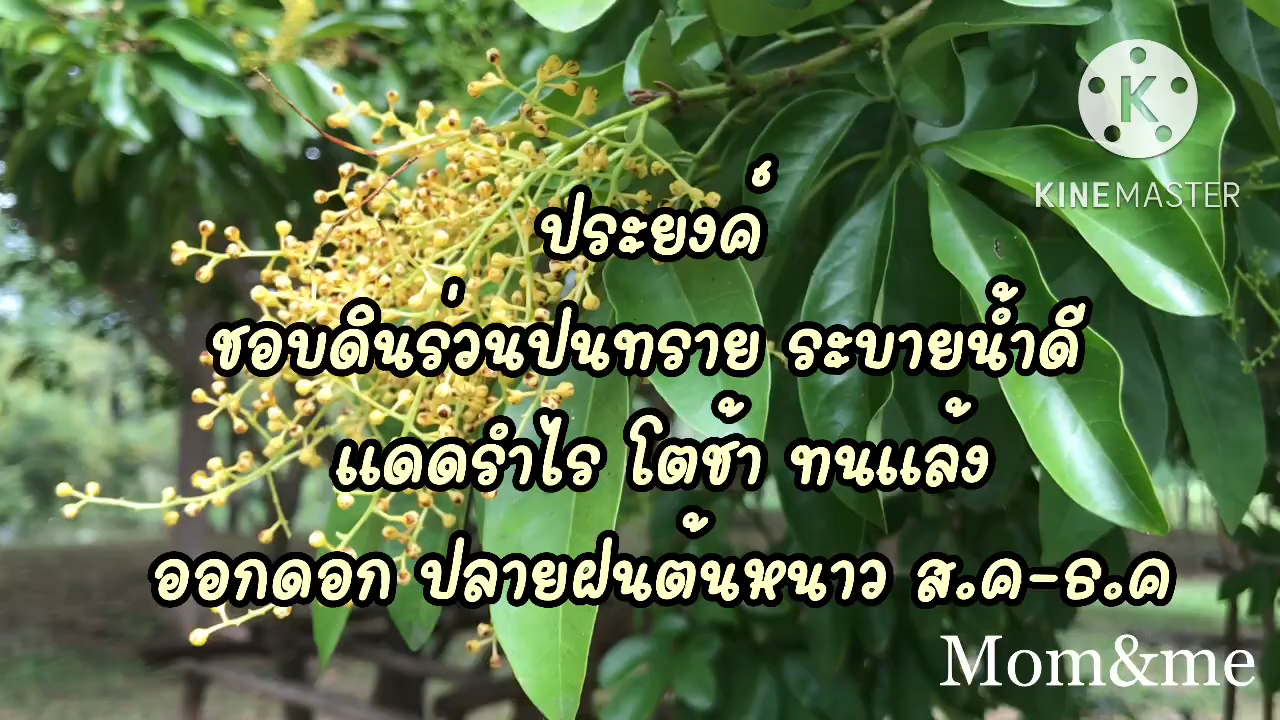 K
KINEMASTER
ประยงค์
ชอบดินร่วนปนทราย ระบายน้ำดี
แดดรำไร โตช้า ทนแล้ง
ออกดอก ปลายฝนต้นหนาว ส.ค-ธ.ค
Mom&me